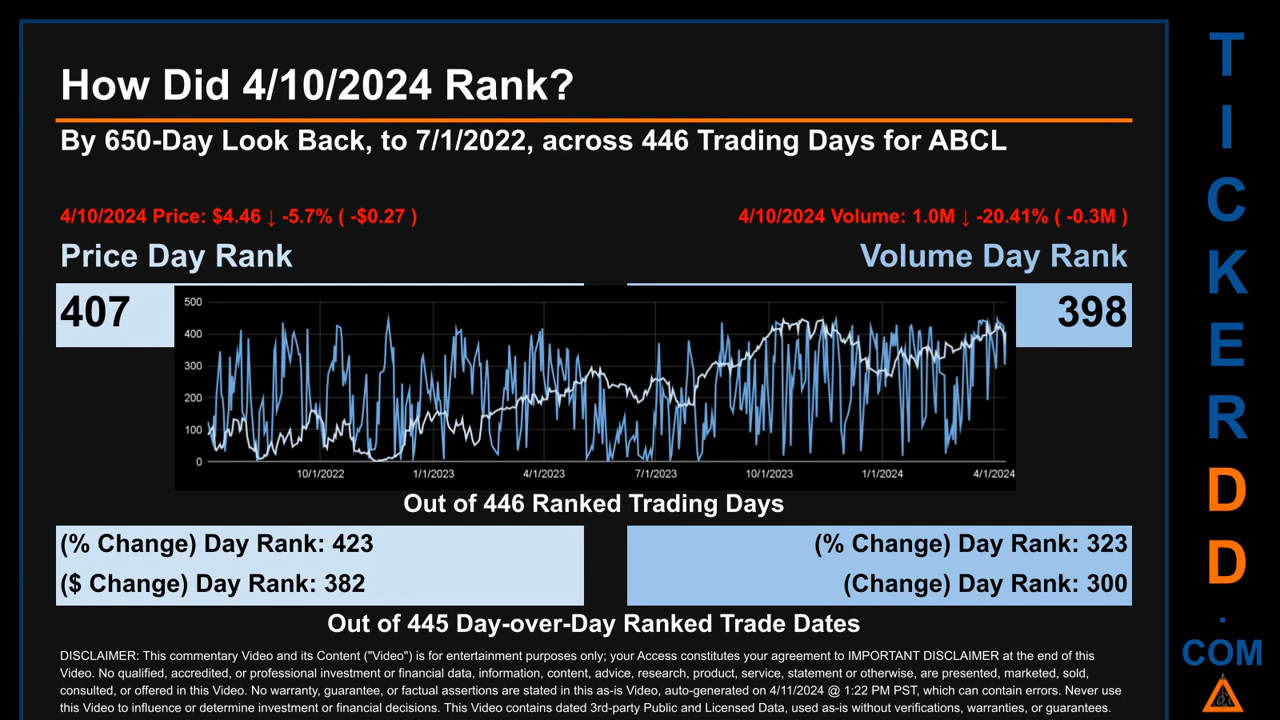 How Did 4/10/2024 Rank?
By 650-Day Look Back, to 7/1/2022, across 446 Trading Days for ABCL
4/10/2024 Price: $4.46 ↓ -5.7% ( -$0.27 )
4/10/2024 Volume: 1.0M ↓ -20.41% ( -0.3M )
Price Day Rank
Volume Day Rank
407
398
500
400
300
200
100
0
10/1/2022 1/1/2023 4/1/2023 7/1/2023 10/1/2023 1/1/2024 4/1/2024
Out of 446 Ranked Trading Days
(% Change) Day Rank: 423
($ Change) Day Rank: 382
(% Change) Day Rank: 323
(Change) Day Rank: 300
Out of 445 Day-over-Day Ranked Trade Dates
DISCLAIMER: This commentary Video and its Content ("Video") is for entertainment purposes only; your Access constitutes your agreement to IMPORTANT DISCLAIMER at the end of this
Video. No qualified, accredited, or professional investment or financial data, information, content, advice, research, product, service, statement or otherwise, are presented, marketed, sold,
consulted, or offered in this Video. No warranty, guarantee, or factual assertions are stated in this as-is Video, auto-generated on 4/11/2024 @ 1:22 PM PST, which can contain errors. Never use
this Video to influence or determine investment or financial decisions. This Video contains dated 3rd-party Public and Licensed Data, used as-is without verifications, warranties, or guarantees.
T
I
C
K
E
R
D
D
.
COM